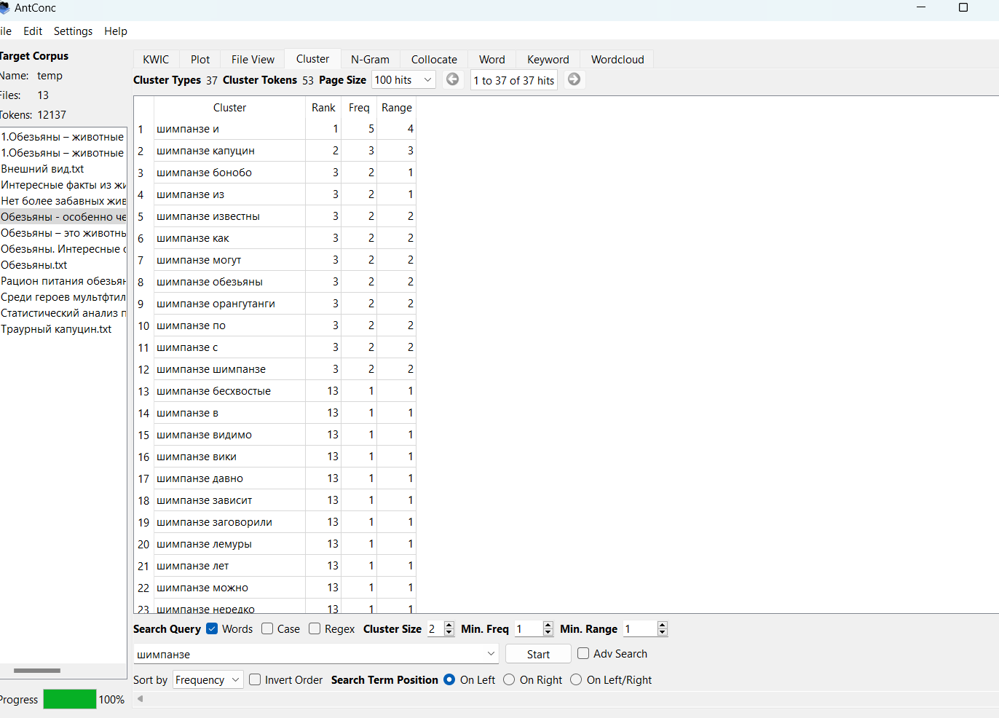 AntConc
ile Edit Settings Help
Target Corpus
Name: temp
Files: 13
Tokens: 12137
1.Обезьяны – животные
1.Обезьяны – животные
Внешний вид.txt
Интересные факты из жи
Нет более забавных жив
Обезьяны - особенно че
Обезьяны – это животнь
Обезьяны. Интересные с
Обезьяны.txt
Рацион питания обезьян
Среди героев мультфтил
Статистический анализ п
Траурный капуцин.txt
Progress 100%
KWIC Plot File View Cluster N-Gram Collocate Word Keyword Wordcloud
Cluster Types 37 Cluster Tokens 53 Page Size 100 hits 1 to 37 of 37 hits
Cluster Rank Freq Range
1 шимпанзе и 1 5 4
2 шимпанзе капуцин 2 3 3
3 шимпанзе бонобо 3 2 1
4 шимпанзе из 3 2 1
5 шимпанзе известны 3 2 2
6 шимпанзе как 3 2 2
7 шимпанзе могут 3 2 2
8 шимпанзе обезьяны 3 2 2
9 шимпанзе орангутанги 3 2 2
10 шимпанзе по 3 2 2
11 шимпанзе с 3 2 2
12 шимпанзе шимпанзе 3 2 2
13 шимпанзе бесхвостые 13 1 1
14 шимпанзе в 13 1 1
15 шимпанзе видимо 13 1 1
16 шимпанзе вики 13 1 1
17 шимпанзе давно 13 1 1
18 шимпанзе зависит 13 1 1
19 шимпанзе заговорили 13 1 1
20 шимпанзе лемуры 13 1 1
21 шимпанзе лет 13 1 1
22 шимпанзе можно 13 1 1
23 шимпанзе нередко 13 1 1
Search Query Words Case Regex Cluster Size 2 Min. Freq 1 Min. Range 1
шимпанзе Start Adv Search
Sort by Frequency Invert Order Search Term Position On Left On Right On Left/Right